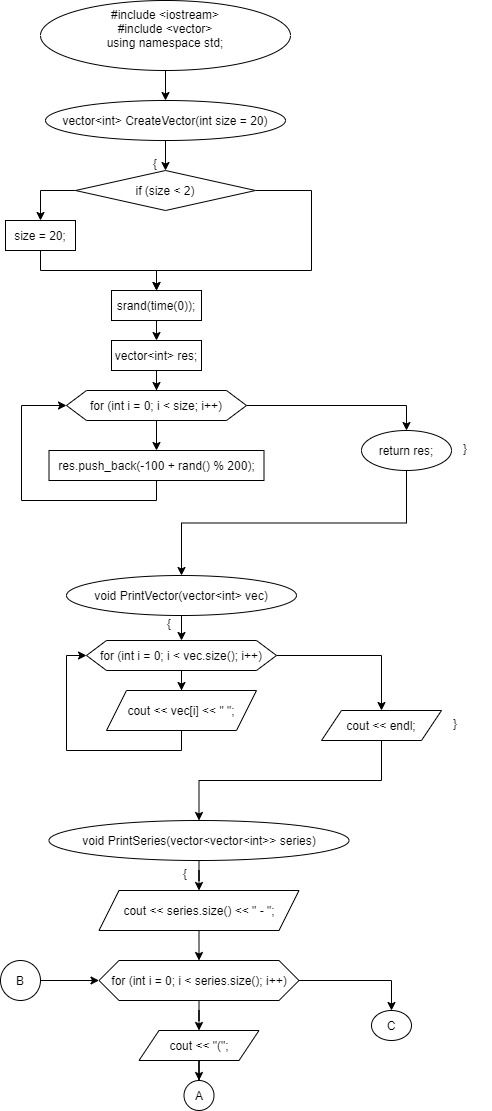 #include <iostream>
#include <vector>
using namespace std;
vector<int> CreateVector(int size = 20)
{
if (size < 2)
size = 20;
srand(time(0));
vector<int> res;
for (int i = 0; i < size; i++)
res.push_back(-100 + rand() % 200);
return res;
}
void PrintVector(vector<int> vec)
{
for (int i = 0; i < vec.size(); i++)
cout << vec[i] << " ";
cout << endl;
}
void PrintSeries(vector<vector<int>> series)
{
cout << series.size() << " - ";
B
for (int i = 0; i < series.size(); i++)
C
cout << "(";
A